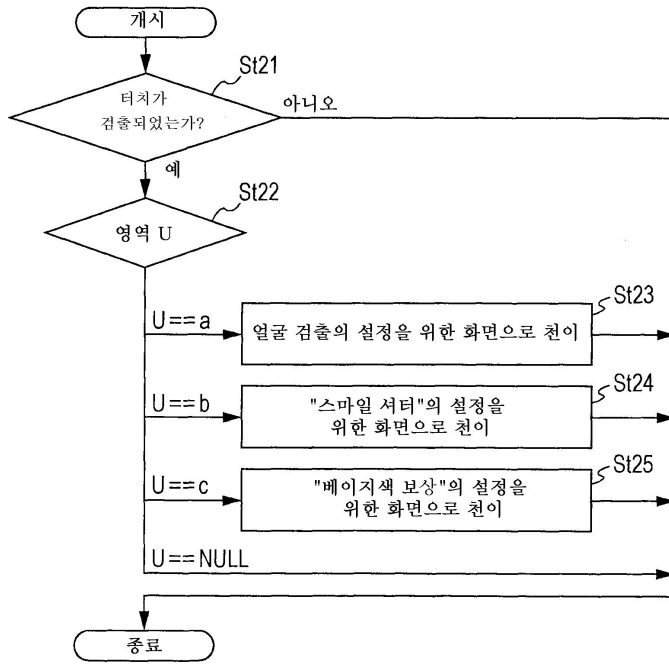 개시
St21
터치가
검출되었는가?
아니오
예
St22
영역 U
St23
U==a
얼굴 검출의 설정을 위한 화면으로 천이
St24
U==b
"스마일 셔터"의 설정을
위한 화면으로 천이
St25
U==c
"베이지색 보상"의 설정을
위한 화면으로 천이
U==NULL
종료